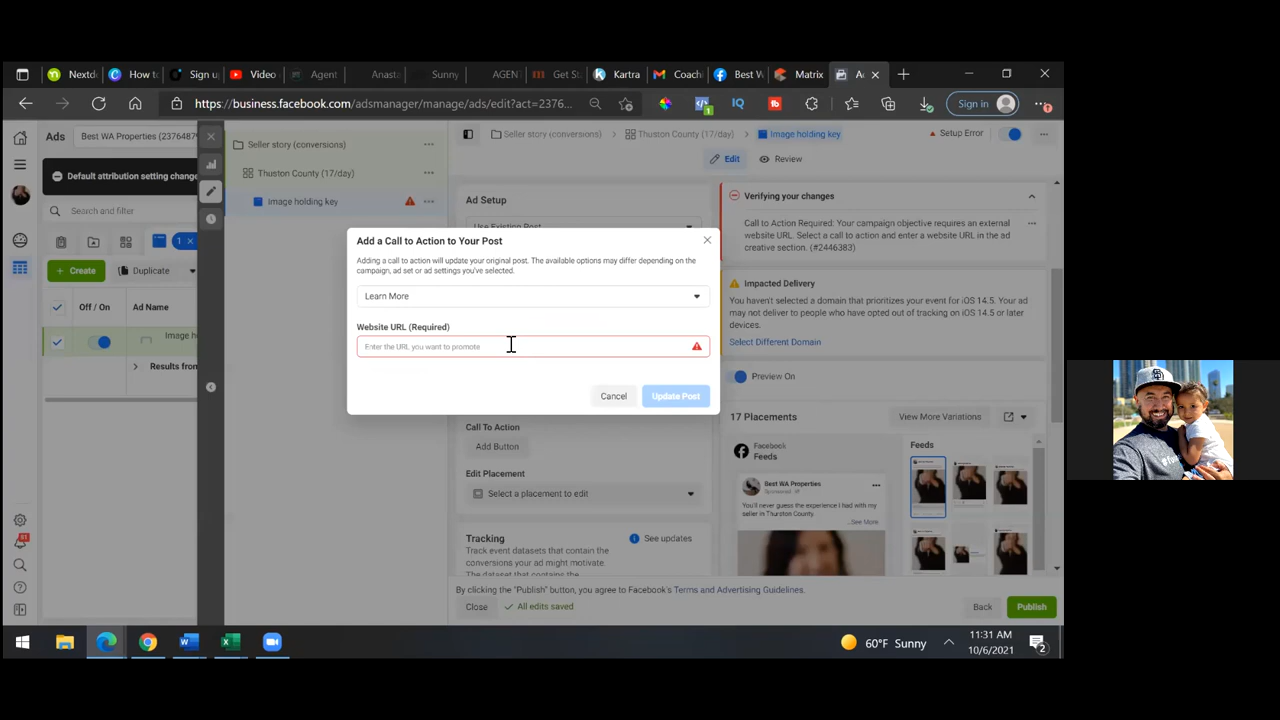 Nextd
How to
Sign u
Video
Agent
Anast
Sunny
AGEN
Get St
Kartra
Coach
Best V
Matrix
A
https://business.facebook.com/adsmanager/manage/ads/edit?act=2376...
Sign in
Ads
Best WA Properties (23764879
Default attribution setting change
Search and filter
1
+ Create
Duplicate
Off / On
Ad Name
Image h
Results from
31
Seller story (conversions)
Thuston County (17/day)
Image holding key
Seller story (conversions)
Thuston County (17/day)
Image holding key
Setup Error
Edit
Review
Ad Setup
Use Existing Post
Add a Call to Action to Your Post
Adding a call to action will update your original post. The available options may differ depending on the
campaign, ad set or ad settings you've selected.
Learn More
Website URL (Required)
Enter the URL you want to promote
Cancel
Update Post
Call To Action
Add Button
Edit Placement
Select a placement to edit
Tracking
See updates
Track event datasets that contain the
conversions your ad might motivate.
The dataset that contains the
Verifying your changes
Call to Action Required: Your campaign objective requires an external
website URL. Select a call to action and enter a website URL in the ad
creative section. (#2446383)
Impacted Delivery
You haven't selected a domain that prioritizes your event for iOS 14.5. Your ad
may not deliver to people who have opted out of tracking on iOS 14.5 or later
devices.
Select Different Domain
Preview On
17 Placements
View More Variations
Facebook
Feeds
Feeds
Best WA Properties
Sponsored
You'll never guess the experience I had with my
seller in Thurston County.
...See More
By clicking the "Publish" button, you agree to Facebook's Terms and Advertising Guidelines.
Close
All edits saved
Back
Publish
60°F Sunny
11:31 AM
10/6/2021
2